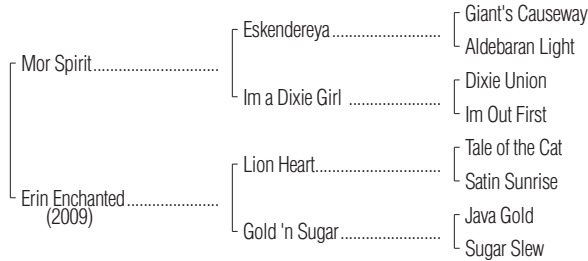 Giant's Causeway
Eskendereya
Aldebaran Light
Mor Spirit
Dixie Union
Im a Dixie Girl
Im Out First
Tale of the Cat
Lion Heart
Satin Sunrise
Erin Enchanted
(2009)
Java Gold
Gold 'n Sugar
Sugar Slew